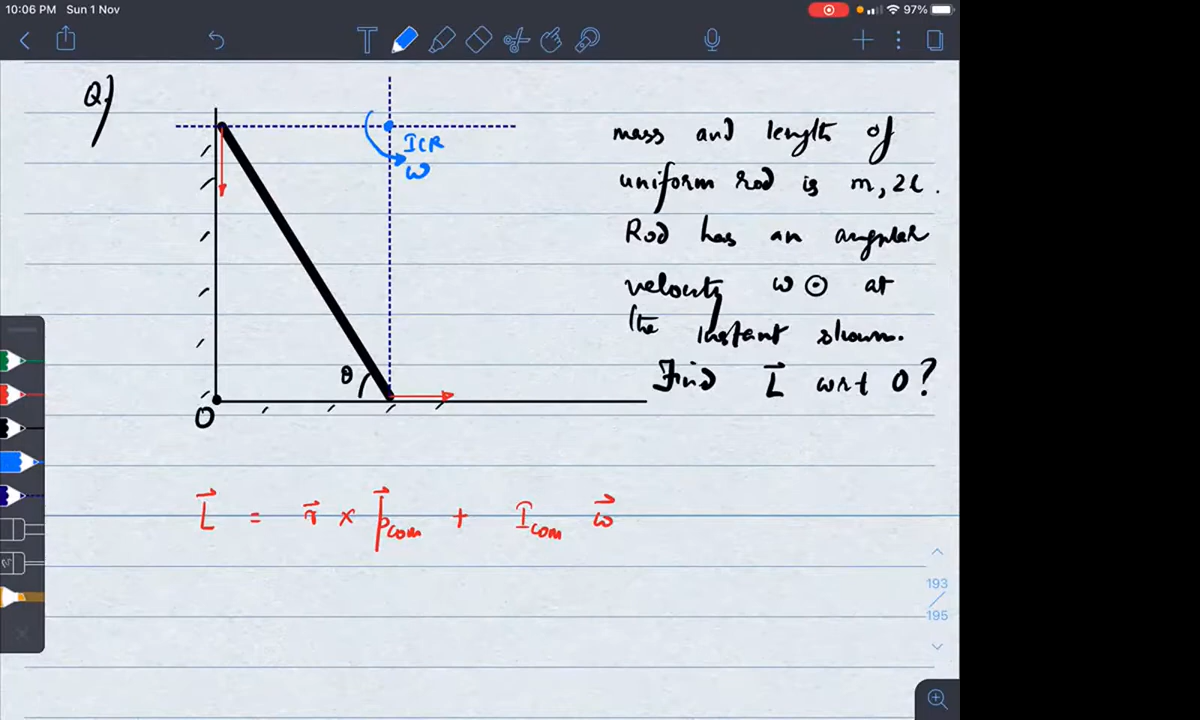 10:06 PM Sun 1 Nov
97%
Q)
ICR
ω
θ
O
mass and length of
uniform rod is m, 2l.
Rod has an angular
velocity ω ⊙ at
the instant shown.
Find L⃗ wrt O?
L⃗ = r⃗ × p⃗com + Icom ω⃗
193
195